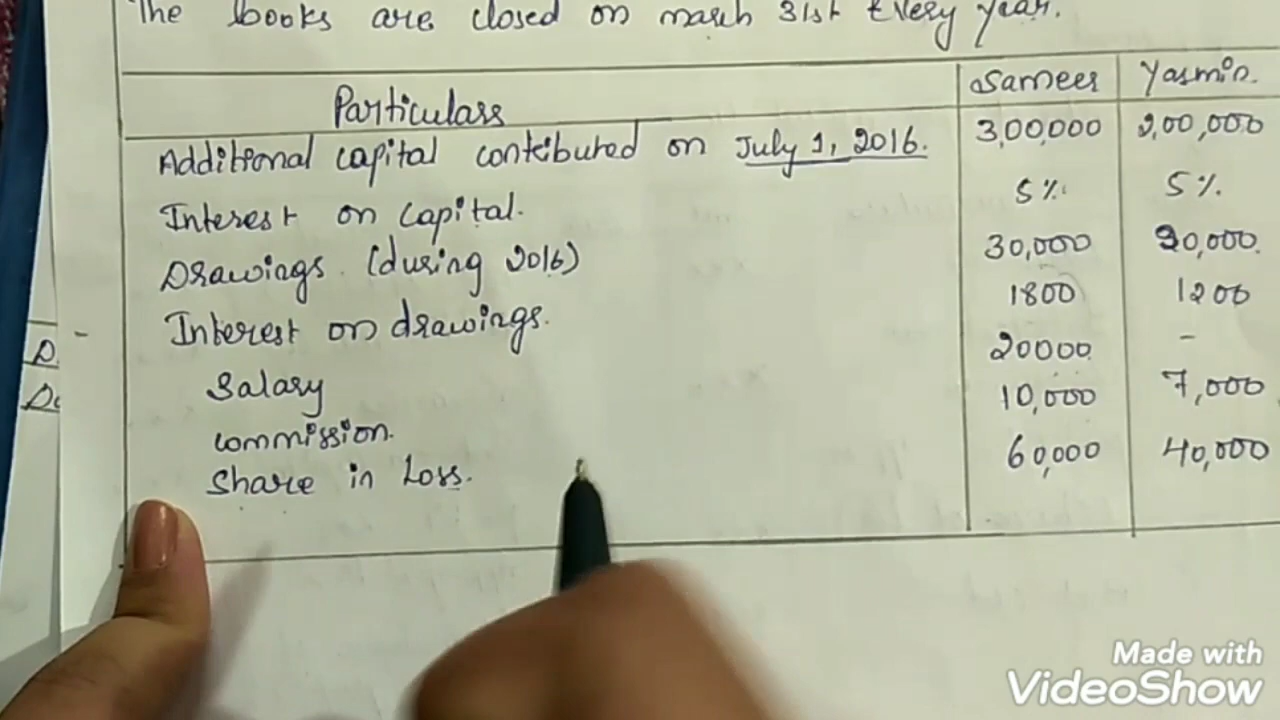 The books are closed on march 31st Every year.
Particulars Sameer Yasmin.
Additional capital contributed on July 1, 2016. 3,00,000 2,00,000
Interest on capital. 5% 5%
Drawings (during 2016) 30,000 20,000
Interest on drawings. 1800 1200
Salary 20000 -
commission. 10,000 7,000
Share in Loss. 60,000 40,000
Made with
VideoShow